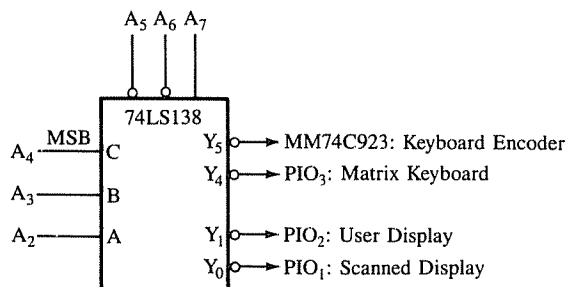 A₅ A₆ A₇
74LS138
MSB
A₄ C
A₃ B
A₂ A
Y₅ MM74C923: Keyboard Encoder
Y₄ PIO₃: Matrix Keyboard
Y₁ PIO₂: User Display
Y₀ PIO₁: Scanned Display